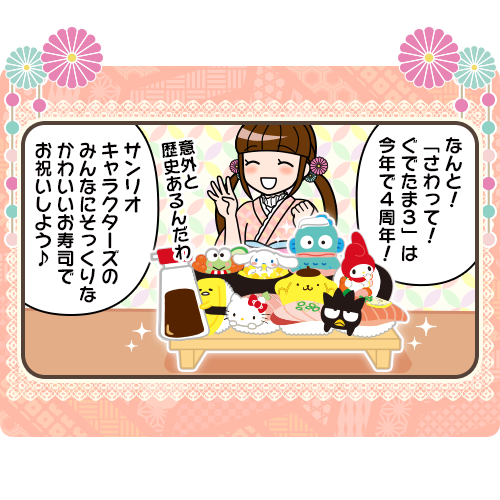 なんと！
「さわって！
ぐでたま３」は
今年で４周年！
意外と
歴史あるんだわ
サンリオ
キャラクターズの
みんなにそっくりな
かわいいお寿司で
お祝いしよう♪